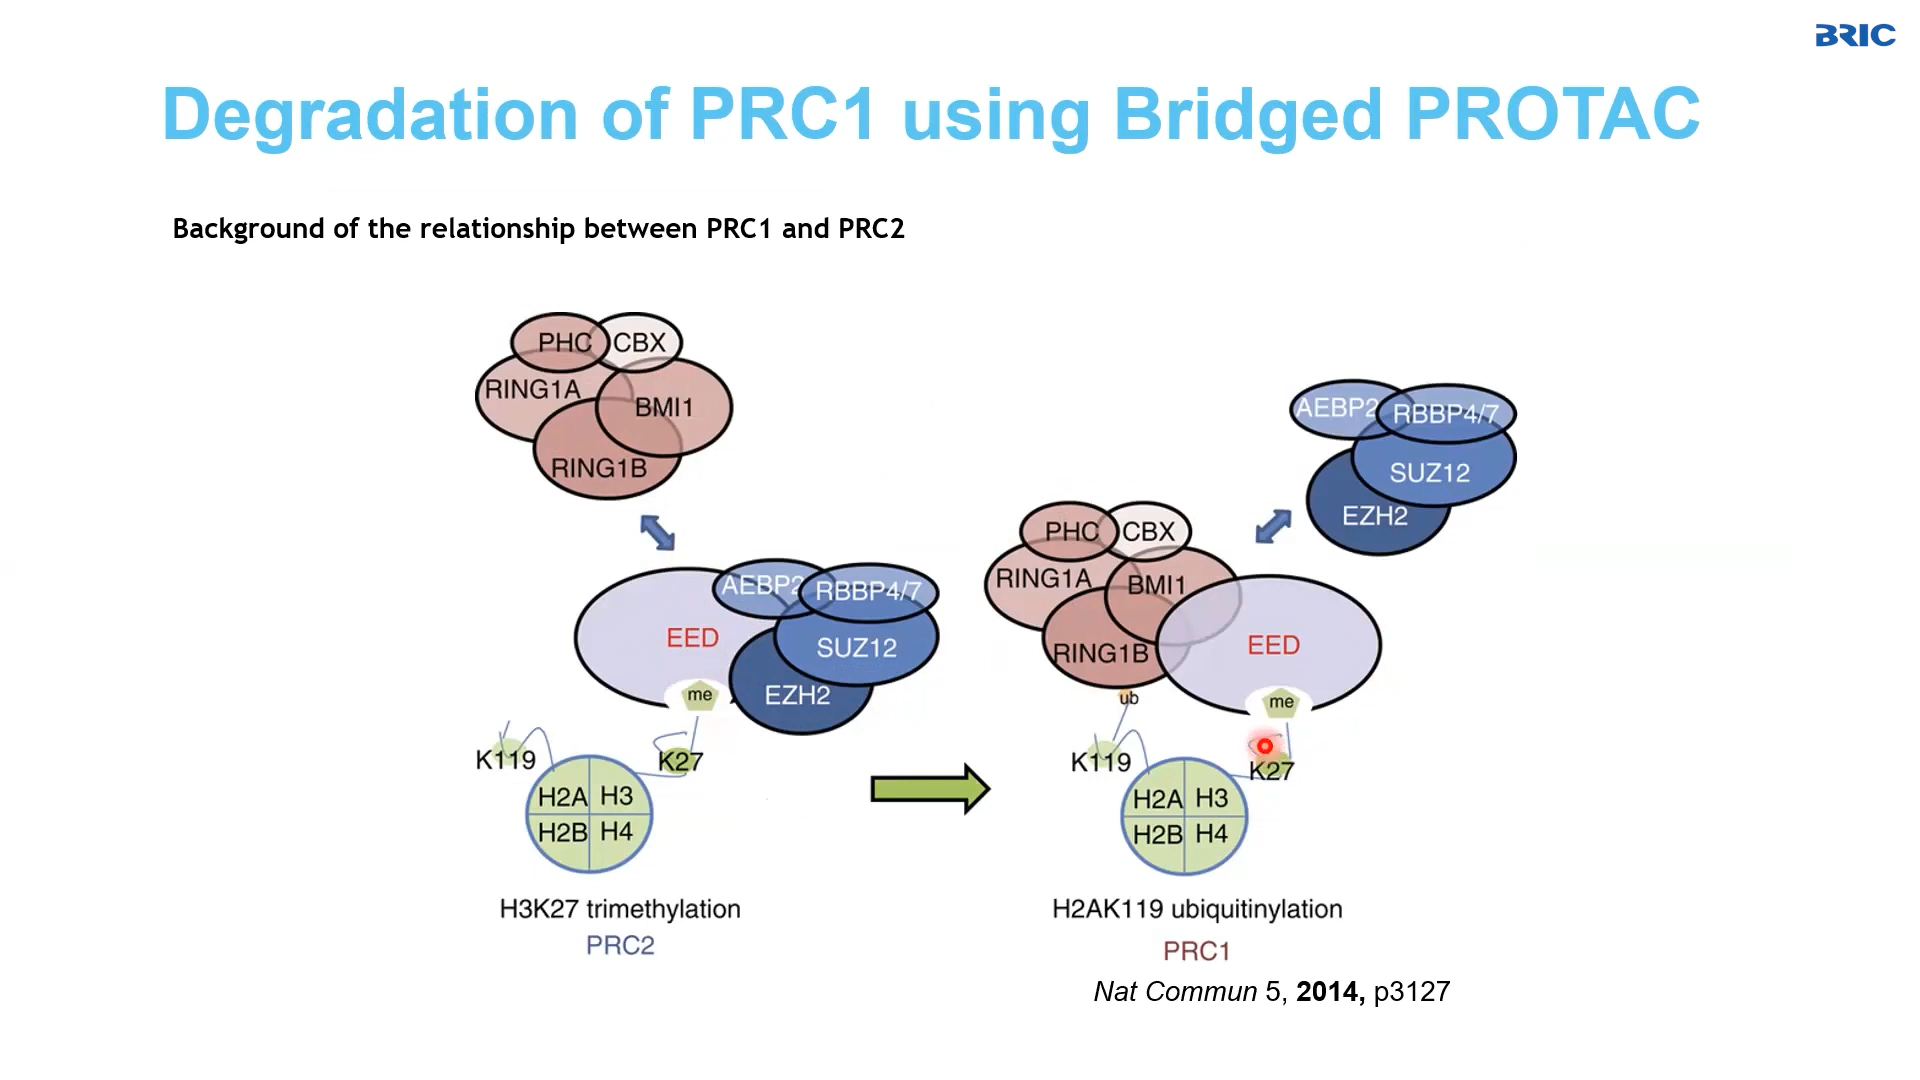 BRIC
Degradation of PRC1 using Bridged PROTAC
Background of the relationship between PRC1 and PRC2
PHC CBX
RING1A
BMI1
RING1B
AEBP2 RBBP4/7
EED
SUZ12
EZH2
me
K119
K27
H2A H3
H2B H4
H3K27 trimethylation
PRC2
AEBP2 RBBP4/7
SUZ12
EZH2
PHC CBX
RING1A
BMI1
RING1B
EED
ub
me
K119
K27
H2A H3
H2B H4
H2AK119 ubiquitinylation
PRC1
Nat Commun 5, 2014, p3127